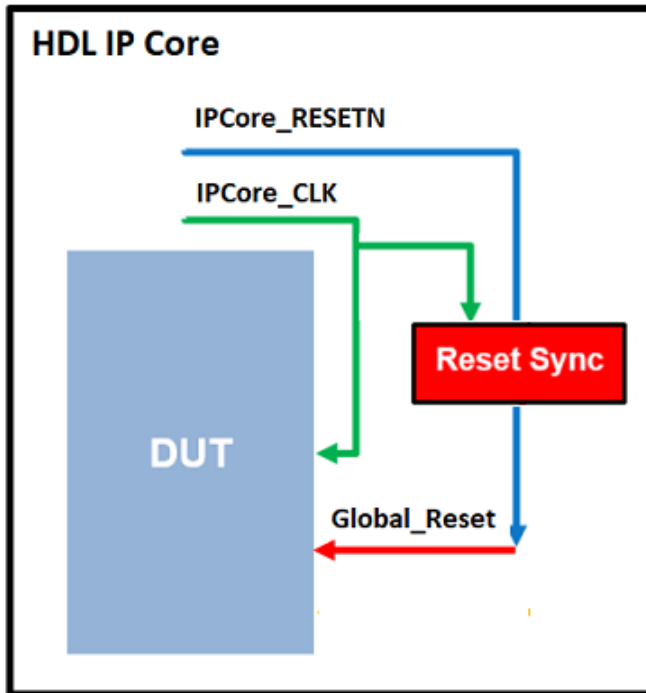 HDL IP Core
IPCore_RESETN
IPCore_CLK
Reset Sync
DUT
Global_Reset